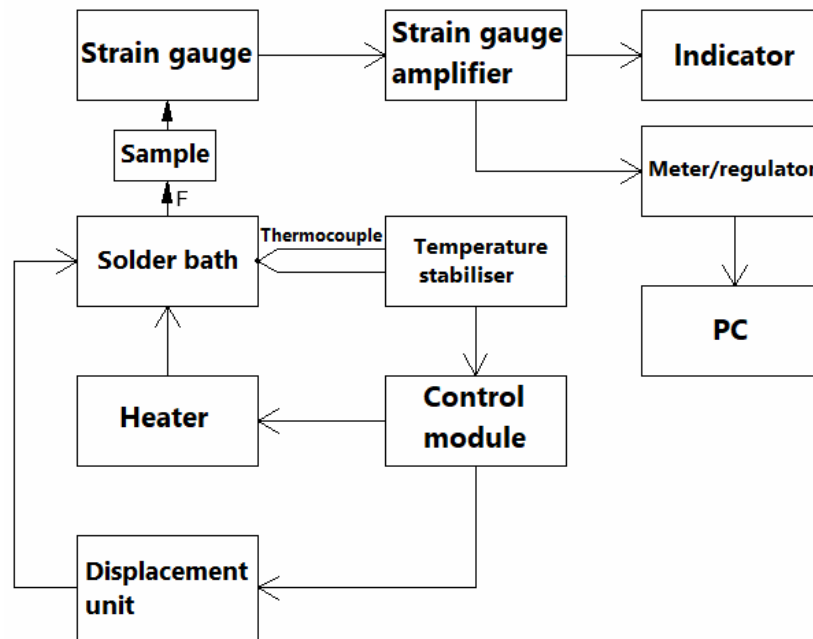 Strain gauge
Strain gauge
amplifier
Indicator
Sample
Meter/regulator
F
Thermocouple
Solder bath
Temperature
stabiliser
PC
Heater
Control
module
Displacement
unit